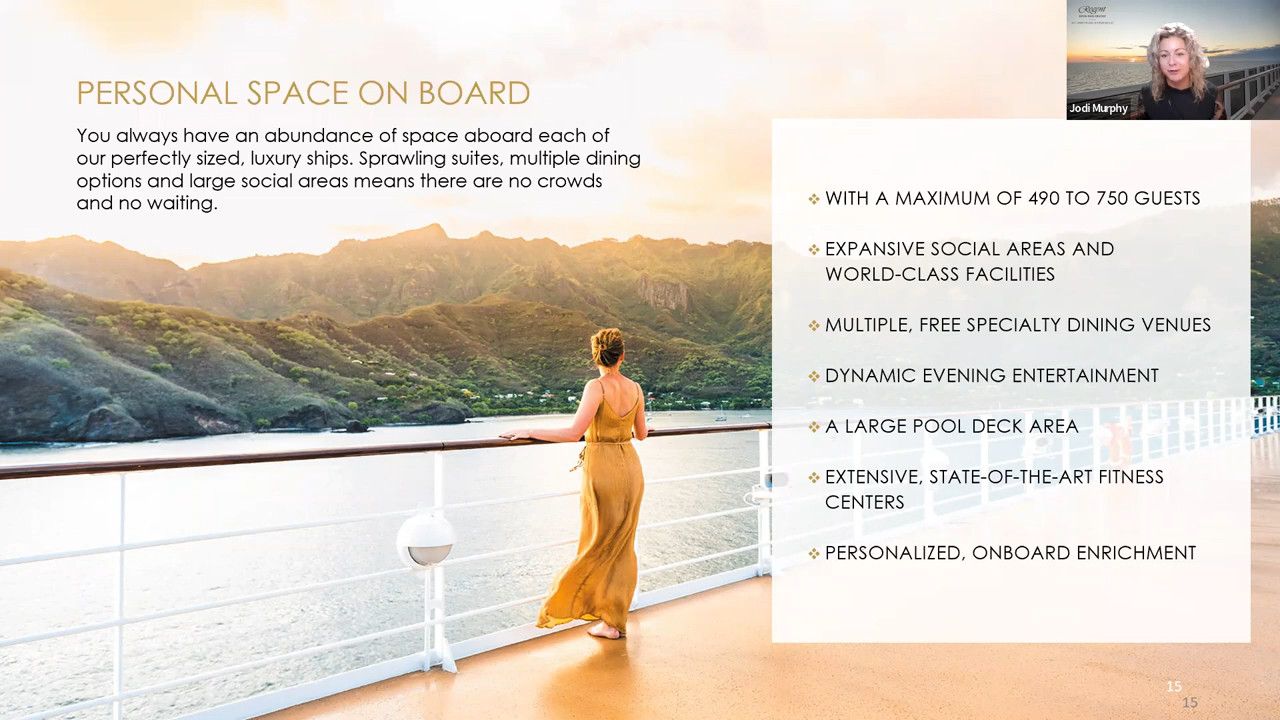 PERSONAL SPACE ON BOARD
You always have an abundance of space aboard each of
our perfectly sized, luxury ships. Sprawling suites, multiple dining
options and large social areas means there are no crowds
and no waiting.
Regent
Jodi Murphy
❖ WITH A MAXIMUM OF 490 TO 750 GUESTS
❖ EXPANSIVE SOCIAL AREAS AND
WORLD-CLASS FACILITIES
❖ MULTIPLE, FREE SPECIALTY DINING VENUES
❖ DYNAMIC EVENING ENTERTAINMENT
❖ A LARGE POOL DECK AREA
❖ EXTENSIVE, STATE-OF-THE-ART FITNESS
CENTERS
❖ PERSONALIZED, ONBOARD ENRICHMENT
15
15